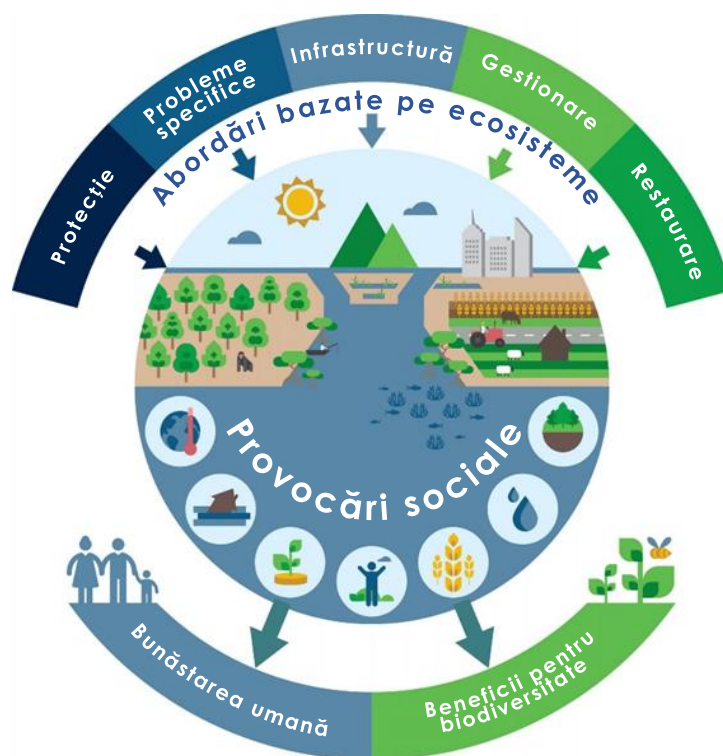 Protecție
Probleme
specifice
Infrastructură
Gestionare
Restaurare
Abordări bazate pe ecosisteme
Provocări sociale
Bunăstarea umană
Beneficii pentru
biodiversitate